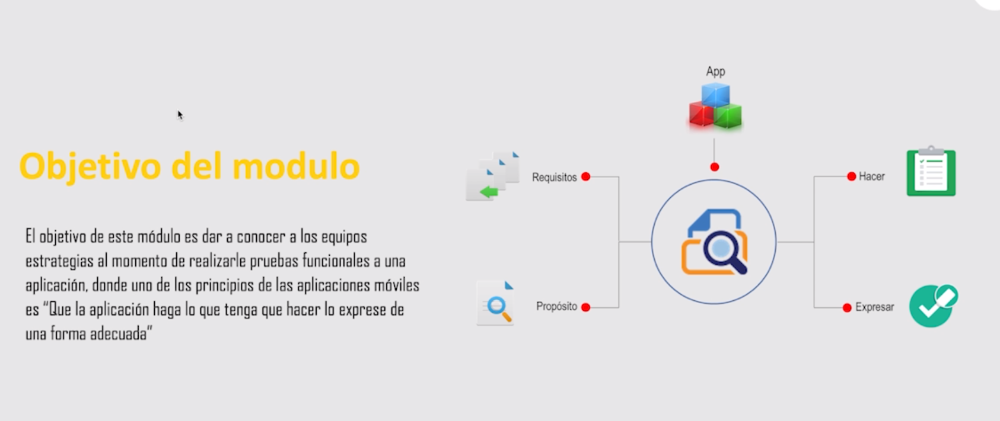 Objetivo del modulo
El objetivo de este módulo es dar a conocer a los equipos
estrategias al momento de realizarle pruebas funcionales a una
aplicación, donde uno de los principios de las aplicaciones móviles
es “Que la aplicación haga lo que tenga que hacer lo exprese de
una forma adecuada”
App
Requisitos
Hacer
Propósito
Expresar